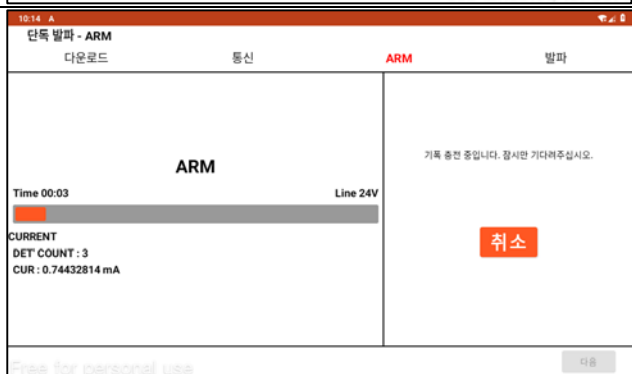 10:14 A
단독 발파 - ARM
다운로드 통신 ARM 발파
ARM
Time 00:03 Line 24V
CURRENT
DET' COUNT : 3
CUR : 0.74432814 mA
기폭 충전 중입니다. 잠시만 기다려주십시오.
취소
다음
Free for personal use